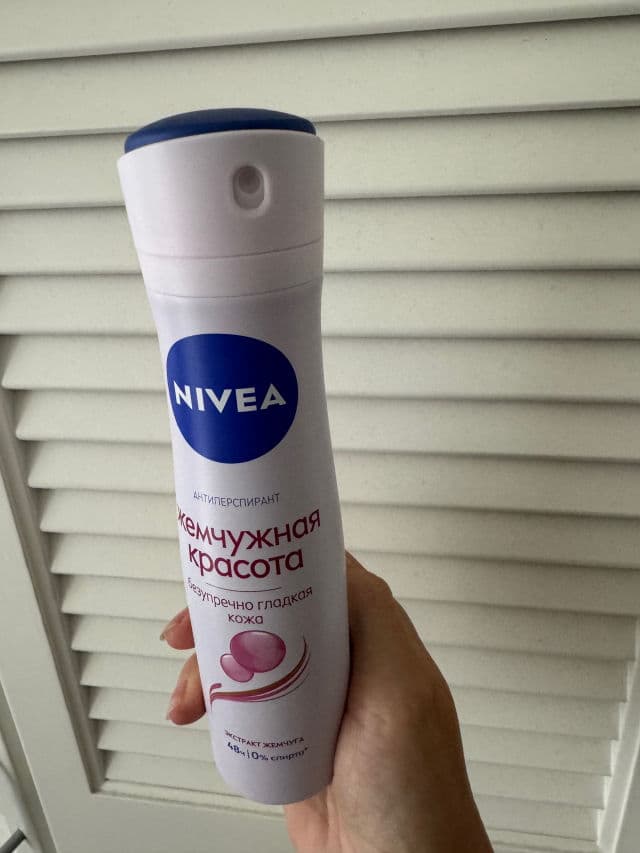 NIVEA
АНТИПЕРСПИРАНТ
жемчужная
красота
безупречно гладкая
кожа
ЭКСТРАКТ ЖЕМЧУГА
48ч | 0% спирта*